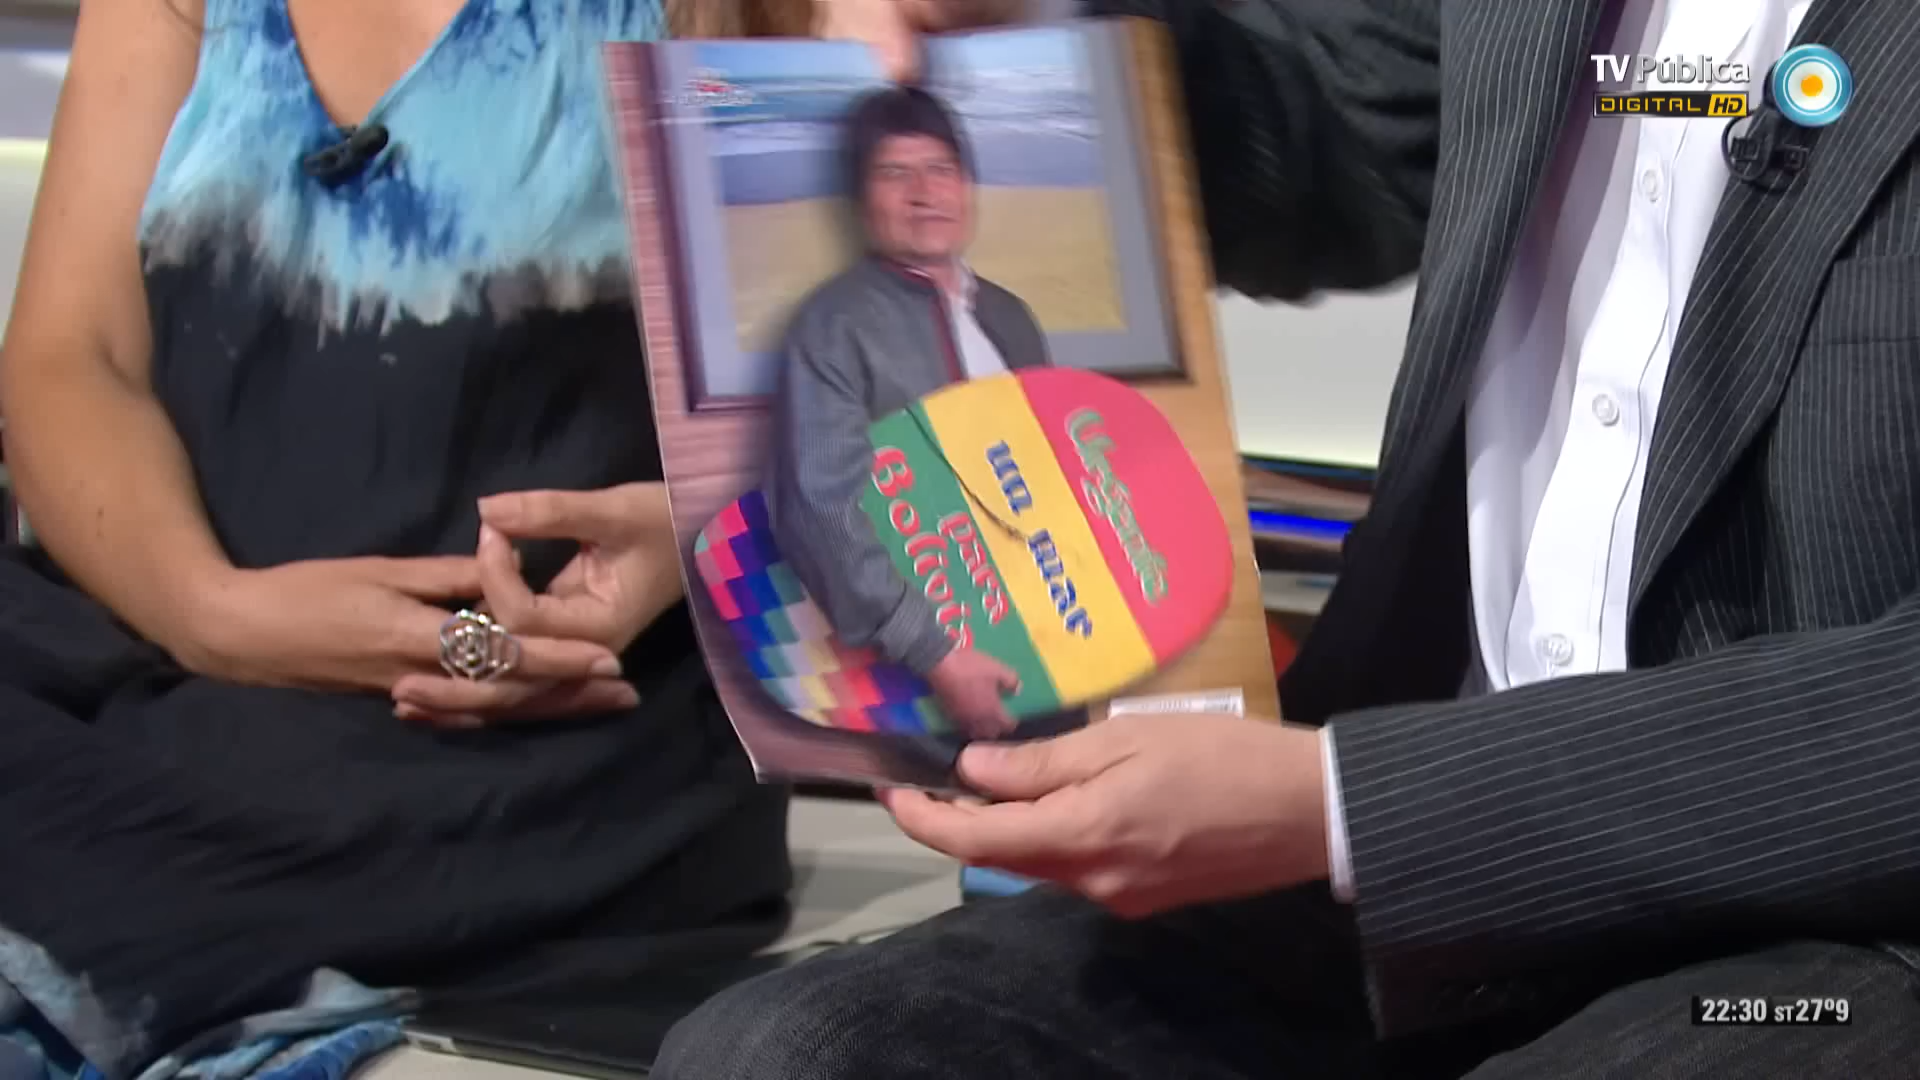 TV Pública
DIGITAL HD
Urgente
un mar
para
Bolivia
22:30 ST27º9